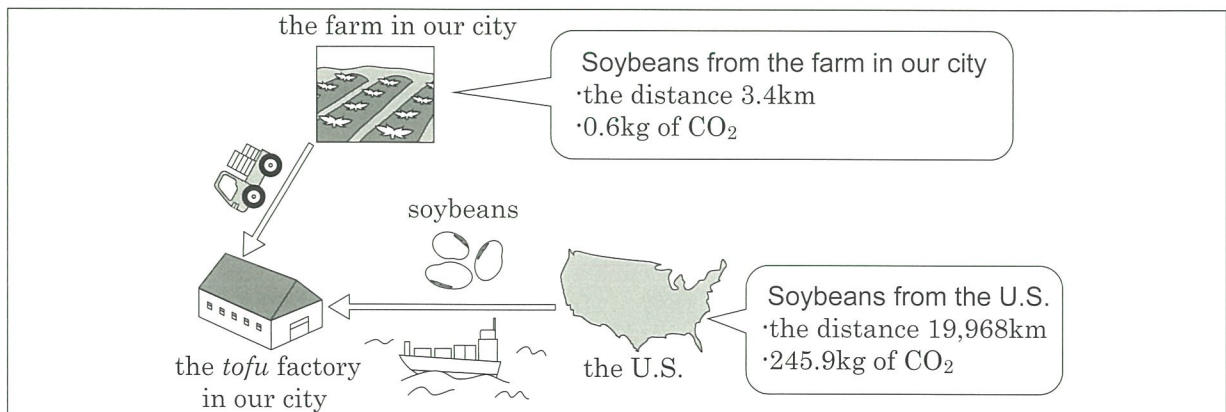 the farm in our city
Soybeans from the farm in our city
·the distance 3.4km
·0.6kg of CO₂
soybeans
Soybeans from the U.S.
·the distance 19,968km
·245.9kg of CO₂
the tofu factory
in our city
the U.S.